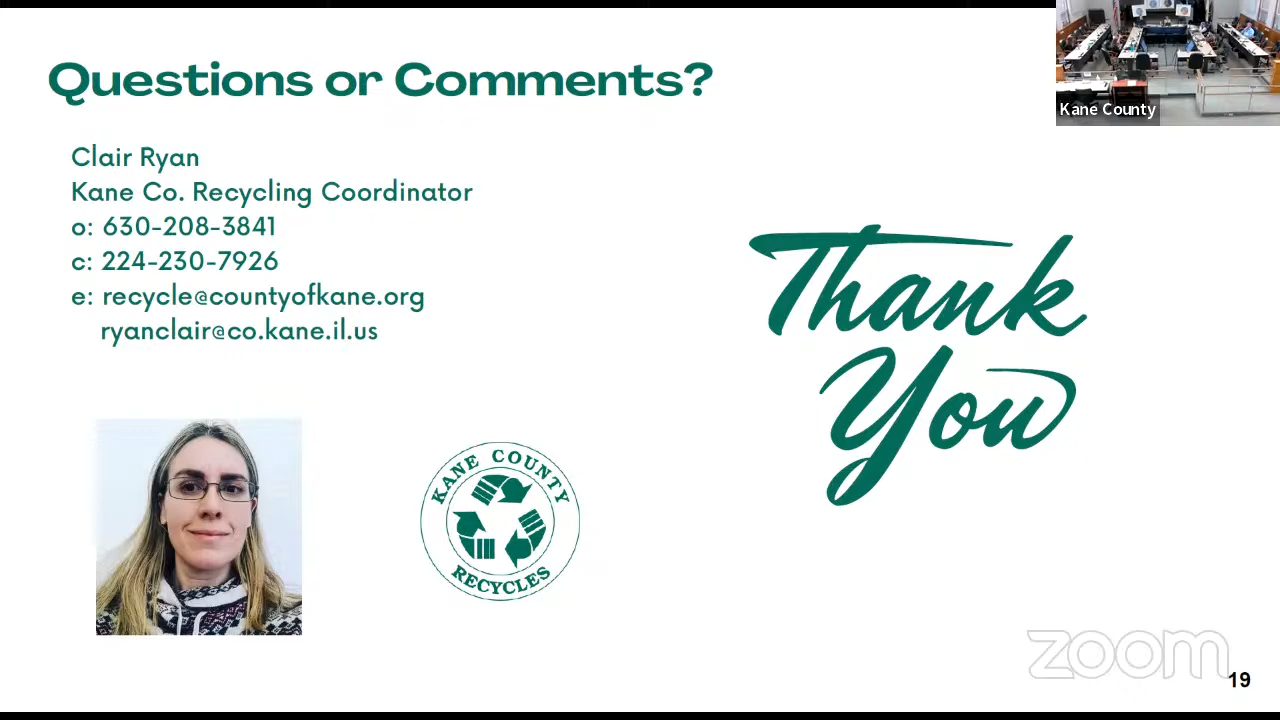 Questions or Comments?
Kane County
Clair Ryan
Kane Co. Recycling Coordinator
o: 630-208-3841
c: 224-230-7926
e: recycle@countyofkane.org
ryanclair@co.kane.il.us
Thank
You
KANE COUNTY
RECYCLES
zoom
19